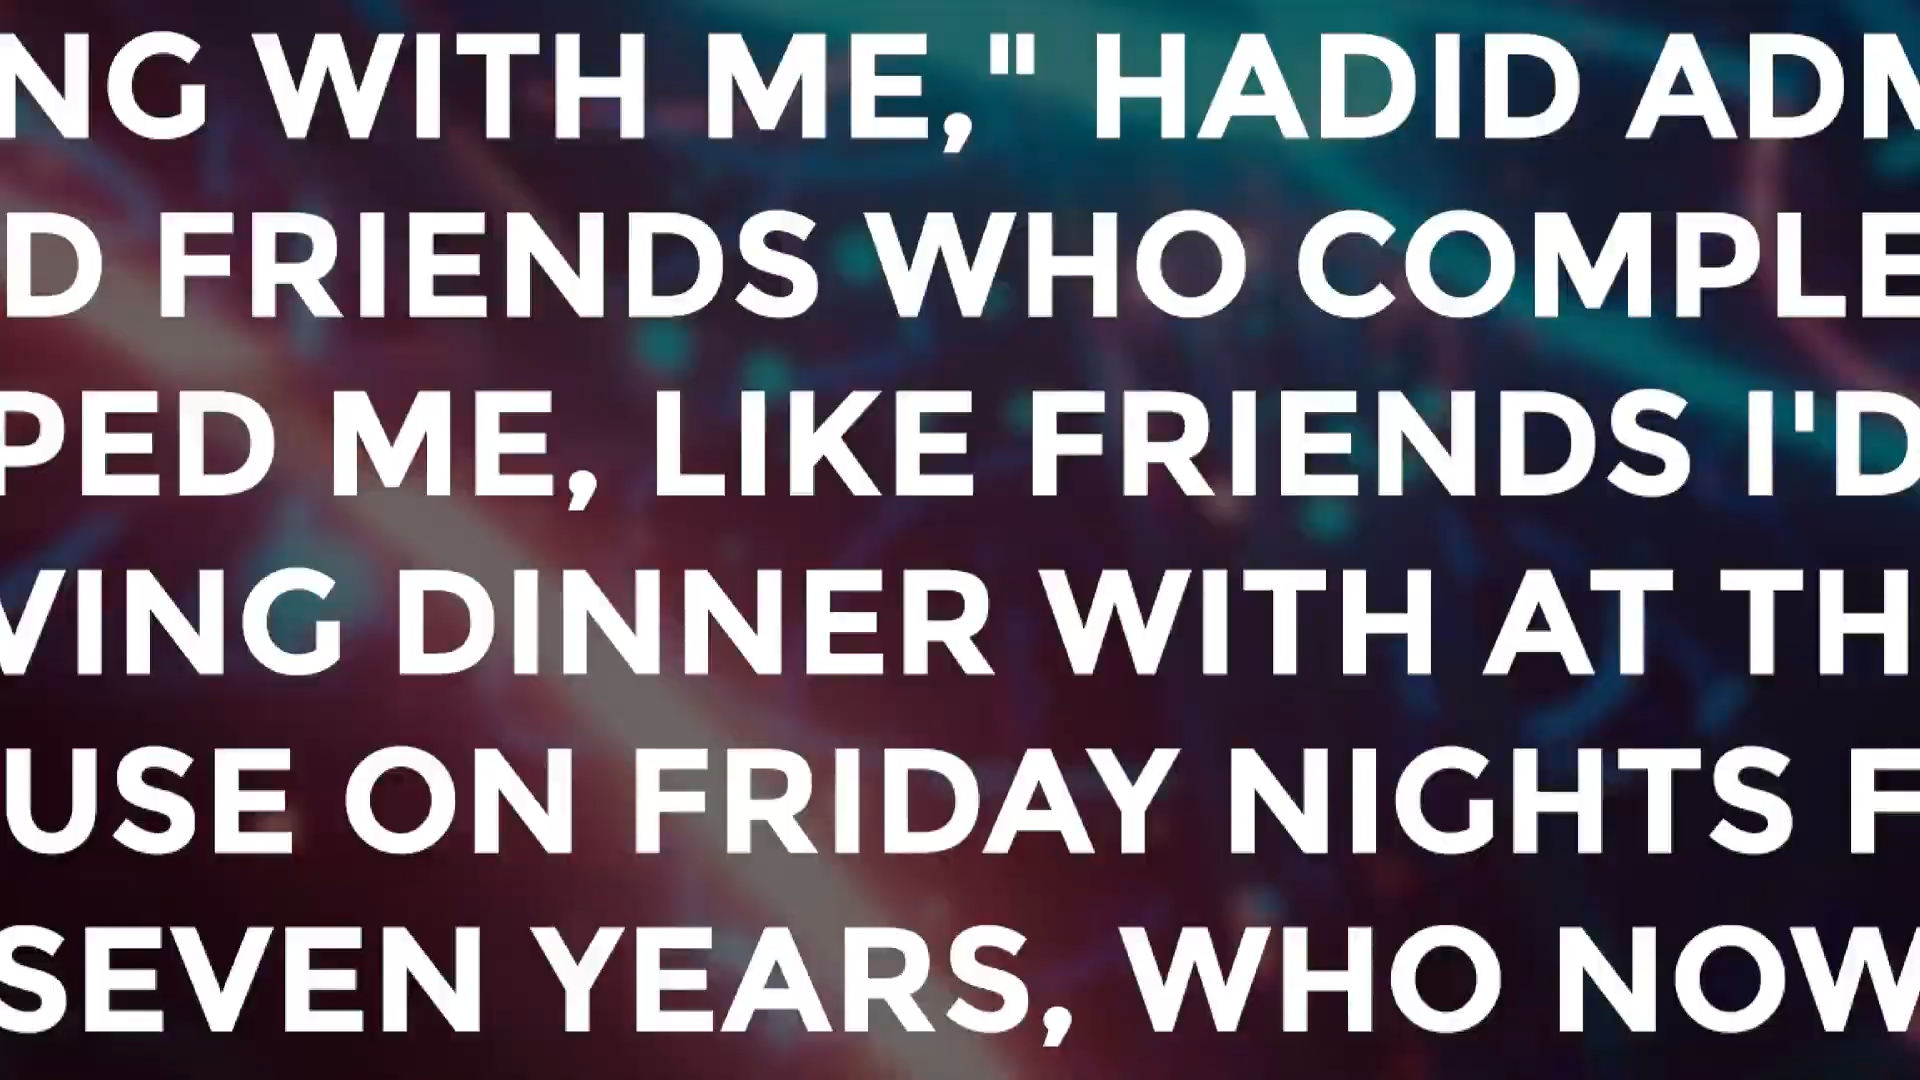 NG WITH ME," HADID ADM
D FRIENDS WHO COMPLE
PED ME, LIKE FRIENDS I'D
VING DINNER WITH AT TH
USE ON FRIDAY NIGHTS F
SEVEN YEARS, WHO NOW